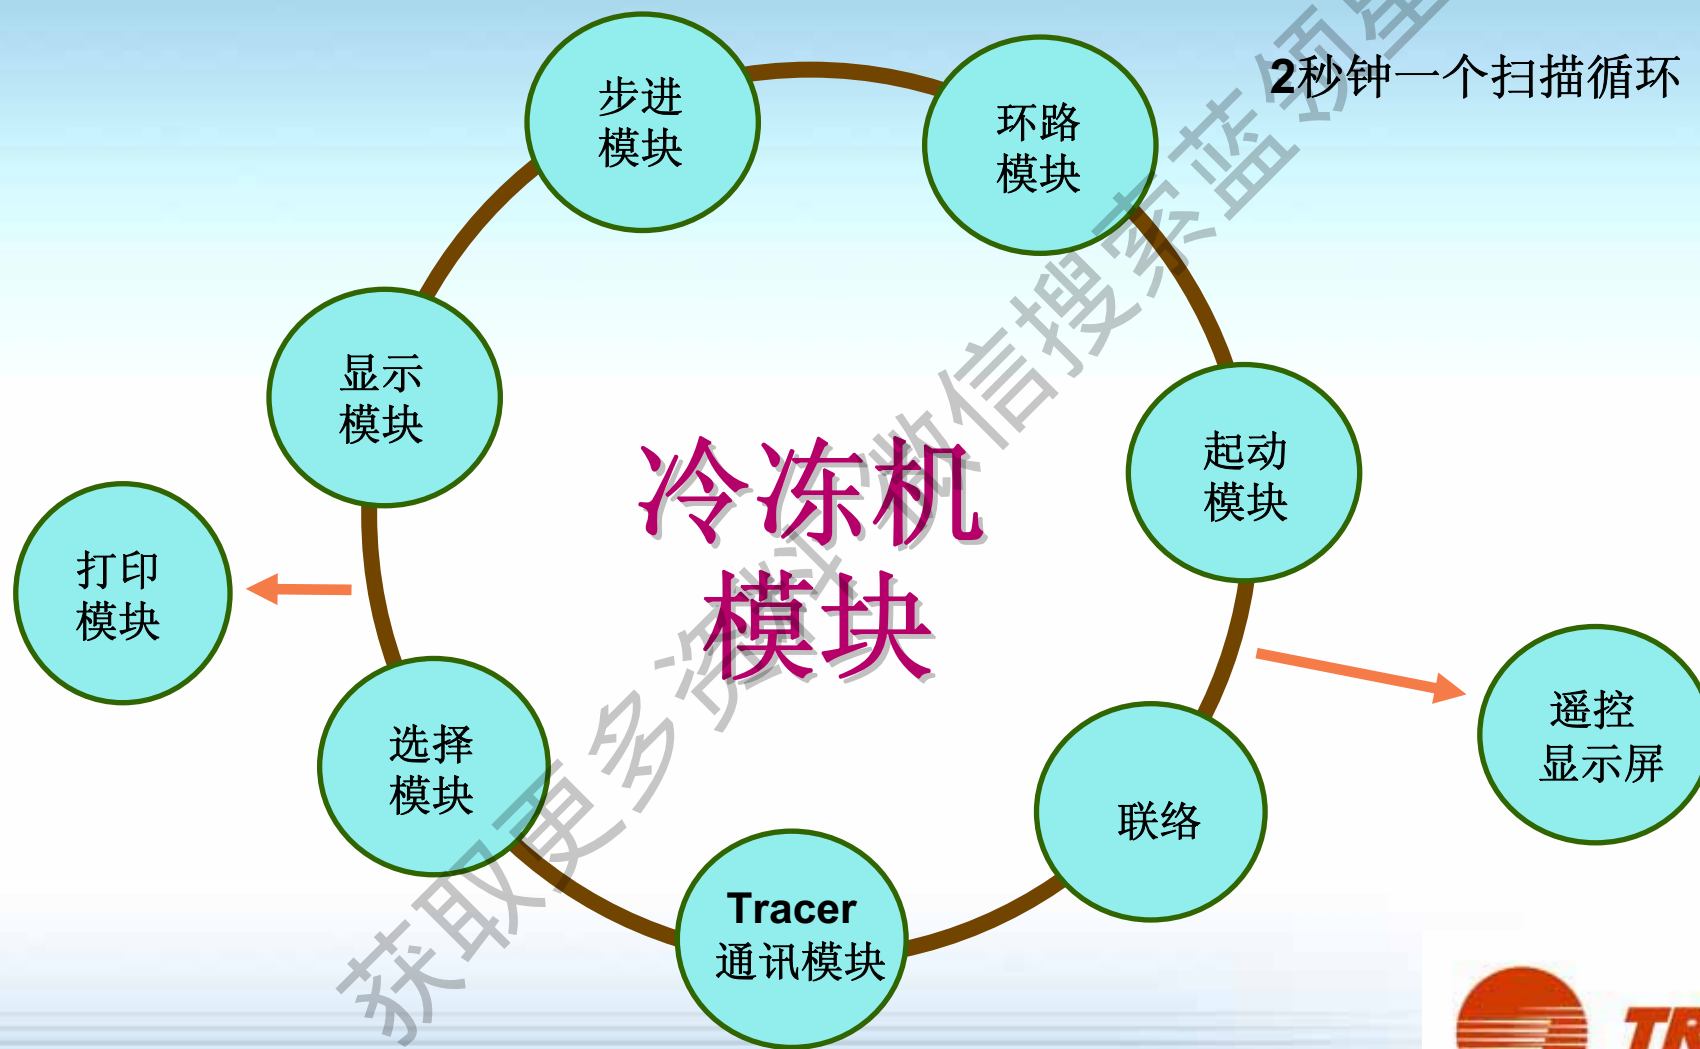 2秒钟一个扫描循环
步进
模块
环路
模块
显示
模块
起动
模块
冷冻机
模块
打印
模块
遥控
显示屏
选择
模块
联络
Tracer
通讯模块
获取更多资料 微信搜索蓝领星
TR